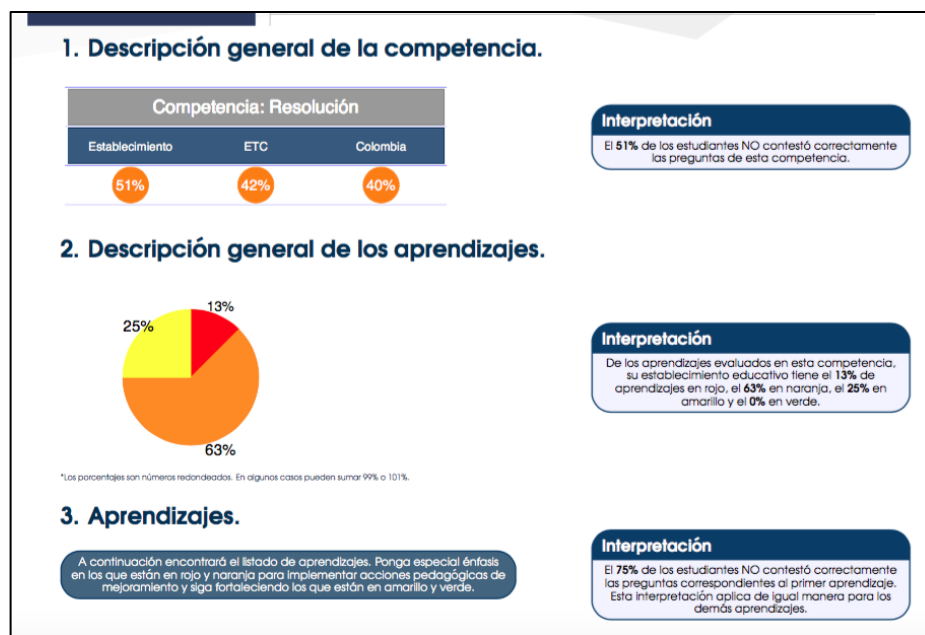 1. Descripción general de la competencia.
Competencia: Resolución
Establecimiento ETC Colombia
51% 42% 40%
Interpretación
El 51% de los estudiantes NO contestó correctamente
las preguntas de esta competencia.
2. Descripción general de los aprendizajes.
13%
25%
63%
Interpretación
De los aprendizajes evaluados en esta competencia,
su establecimiento educativo tiene el 13% de
aprendizajes en rojo, el 63% en naranja, el 25% en
amarillo y el 0% en verde.
*Los porcentajes son números redondeados. En algunos casos pueden sumar 99% o 101%.
3. Aprendizajes.
A continuación encontrará el listado de aprendizajes. Ponga especial énfasis
en los que están en rojo y naranja para implementar acciones pedagógicas de
mejoramiento y siga fortaleciendo los que están en amarillo y verde.
Interpretación
El 75% de los estudiantes NO contestó correctamente
las preguntas correspondientes al primer aprendizaje.
Esta interpretación aplica de igual manera para los
demás aprendizajes.